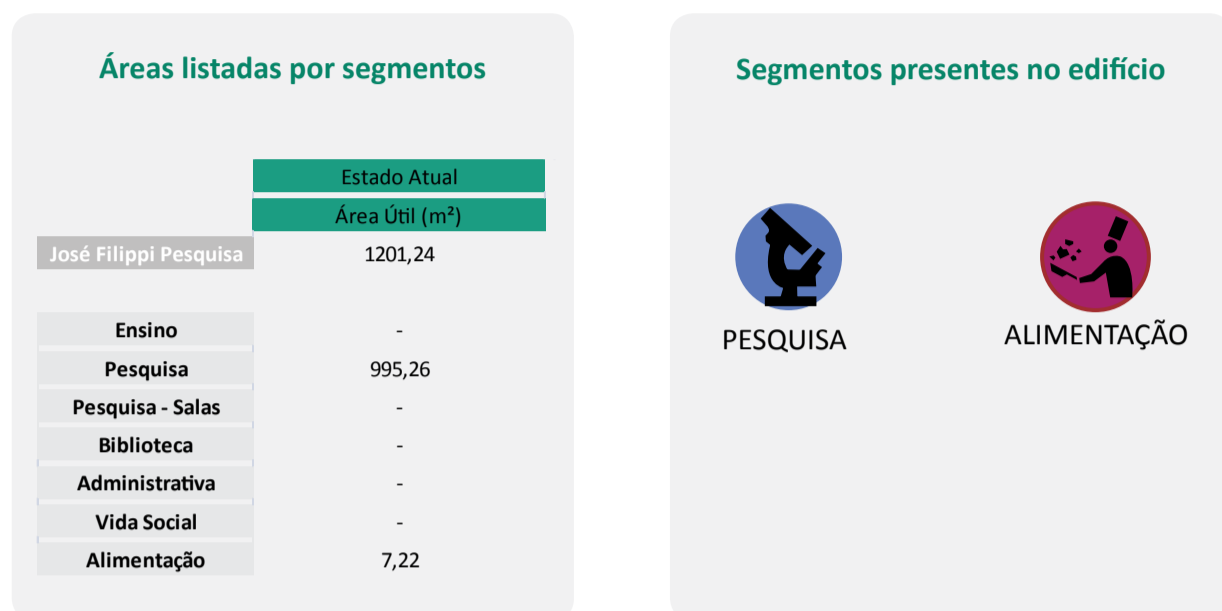 Áreas listadas por segmentos
Estado Atual
Área Útil (m²)
José Filippi Pesquisa 1201,24
Ensino -
Pesquisa 995,26
Pesquisa - Salas -
Biblioteca -
Administrativa -
Vida Social -
Alimentação 7,22
Segmentos presentes no edifício
PESQUISA
ALIMENTAÇÃO